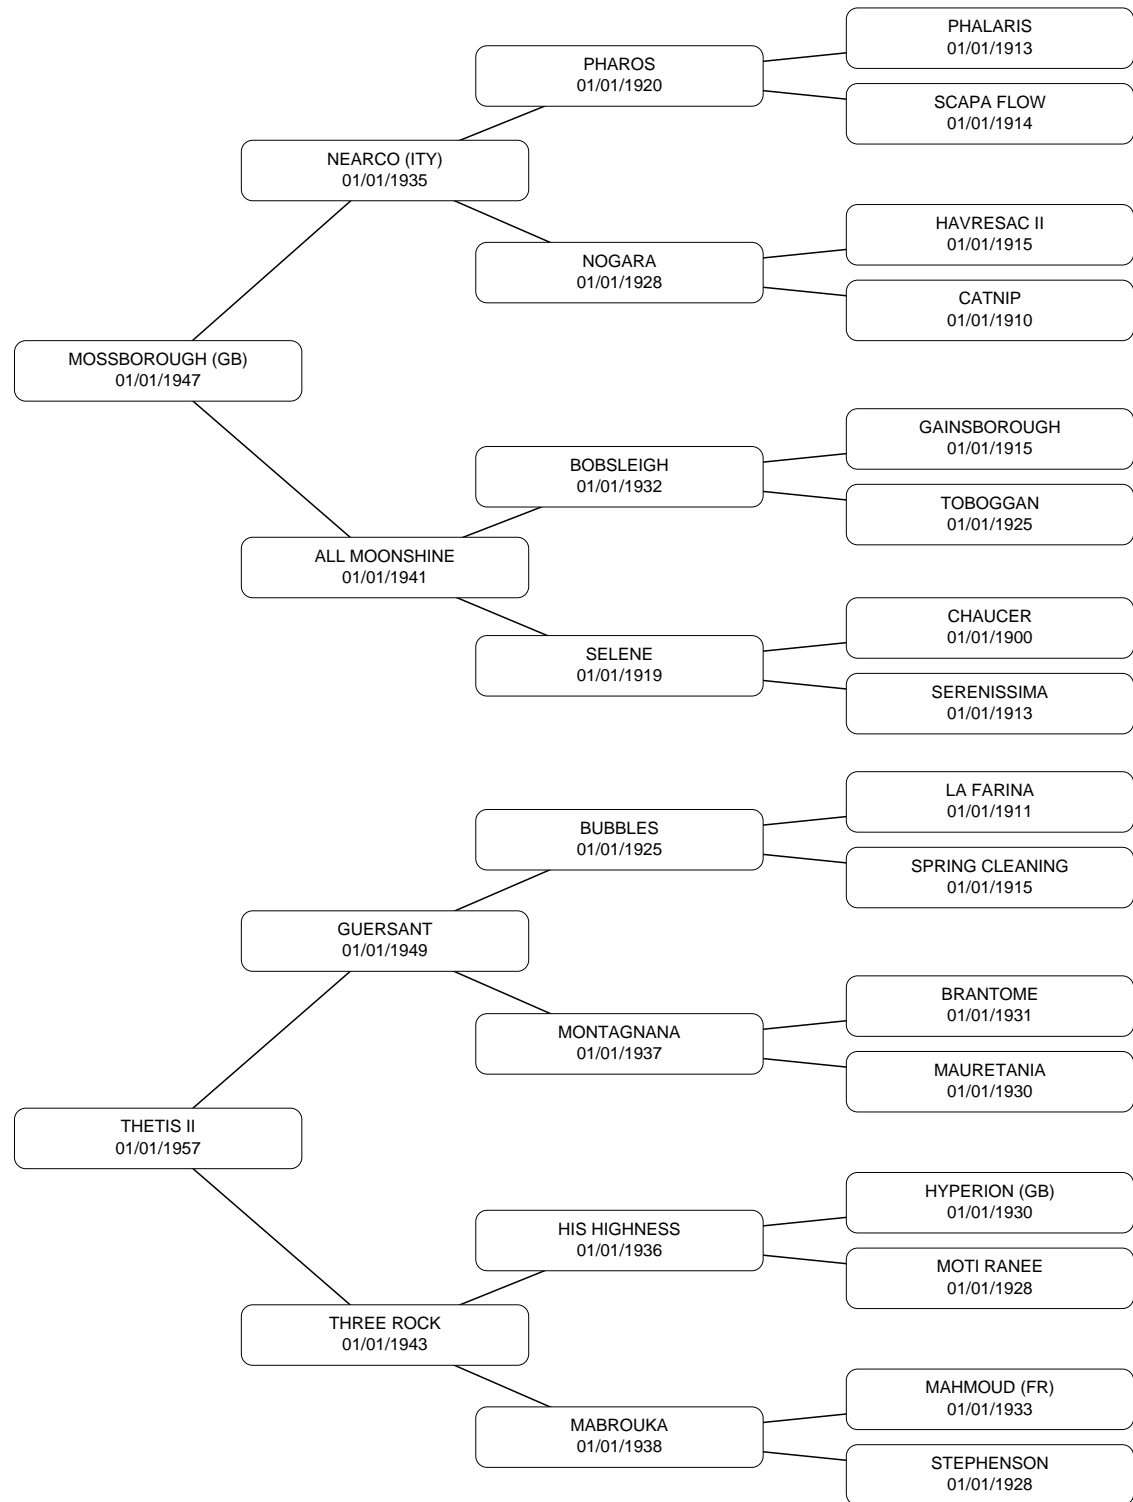 PHALARIS
01/01/1913
PHAROS
01/01/1920
SCAPA FLOW
01/01/1914
NEARCO (ITY)
01/01/1935
HAVRESAC II
01/01/1915
NOGARA
01/01/1928
CATNIP
01/01/1910
MOSSBOROUGH (GB)
01/01/1947
GAINSBOROUGH
01/01/1915
BOBSLEIGH
01/01/1932
TOBOGGAN
01/01/1925
ALL MOONSHINE
01/01/1941
CHAUCER
01/01/1900
SELENE
01/01/1919
SERENISSIMA
01/01/1913
LA FARINA
01/01/1911
BUBBLES
01/01/1925
SPRING CLEANING
01/01/1915
GUERSANT
01/01/1949
BRANTOME
01/01/1931
MONTAGNANA
01/01/1937
MAURETANIA
01/01/1930
THETIS II
01/01/1957
HYPERION (GB)
01/01/1930
HIS HIGHNESS
01/01/1936
MOTI RANEE
01/01/1928
THREE ROCK
01/01/1943
MAHMOUD (FR)
01/01/1933
MABROUKA
01/01/1938
STEPHENSON
01/01/1928